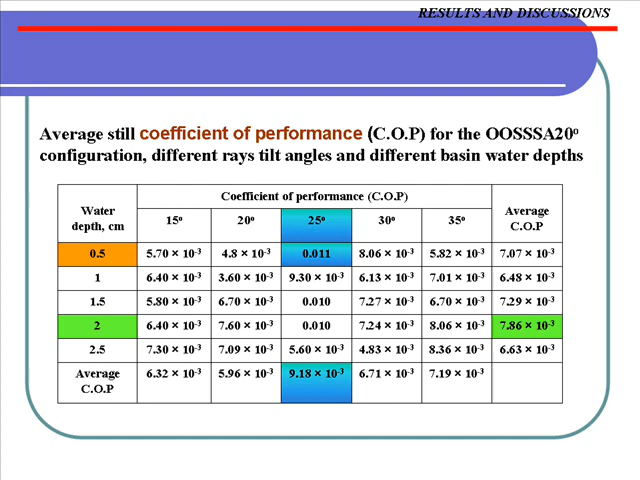 RESULTS AND DISCUSSIONS
Average still coefficient of performance (C.O.P) for the OOSSSA20º
configuration, different rays tilt angles and different basin water depths
Water depth, cm | Coefficient of performance (C.O.P) | Average C.O.P
15º | 20º | 25º | 30º | 35º
0.5 | 5.70 × 10⁻³ | 4.8 × 10⁻³ | 0.011 | 8.06 × 10⁻³ | 5.82 × 10⁻³ | 7.07 × 10⁻³
1 | 6.40 × 10⁻³ | 3.60 × 10⁻³ | 9.30 × 10⁻³ | 6.13 × 10⁻³ | 7.01 × 10⁻³ | 6.48 × 10⁻³
1.5 | 5.80 × 10⁻³ | 6.70 × 10⁻³ | 0.010 | 7.27 × 10⁻³ | 6.70 × 10⁻³ | 7.29 × 10⁻³
2 | 6.40 × 10⁻³ | 7.60 × 10⁻³ | 0.010 | 7.24 × 10⁻³ | 8.06 × 10⁻³ | 7.86 × 10⁻³
2.5 | 7.30 × 10⁻³ | 7.09 × 10⁻³ | 5.60 × 10⁻³ | 4.83 × 10⁻³ | 8.36 × 10⁻³ | 6.63 × 10⁻³
Average C.O.P | 6.32 × 10⁻³ | 5.96 × 10⁻³ | 9.18 × 10⁻³ | 6.71 × 10⁻³ | 7.19 × 10⁻³